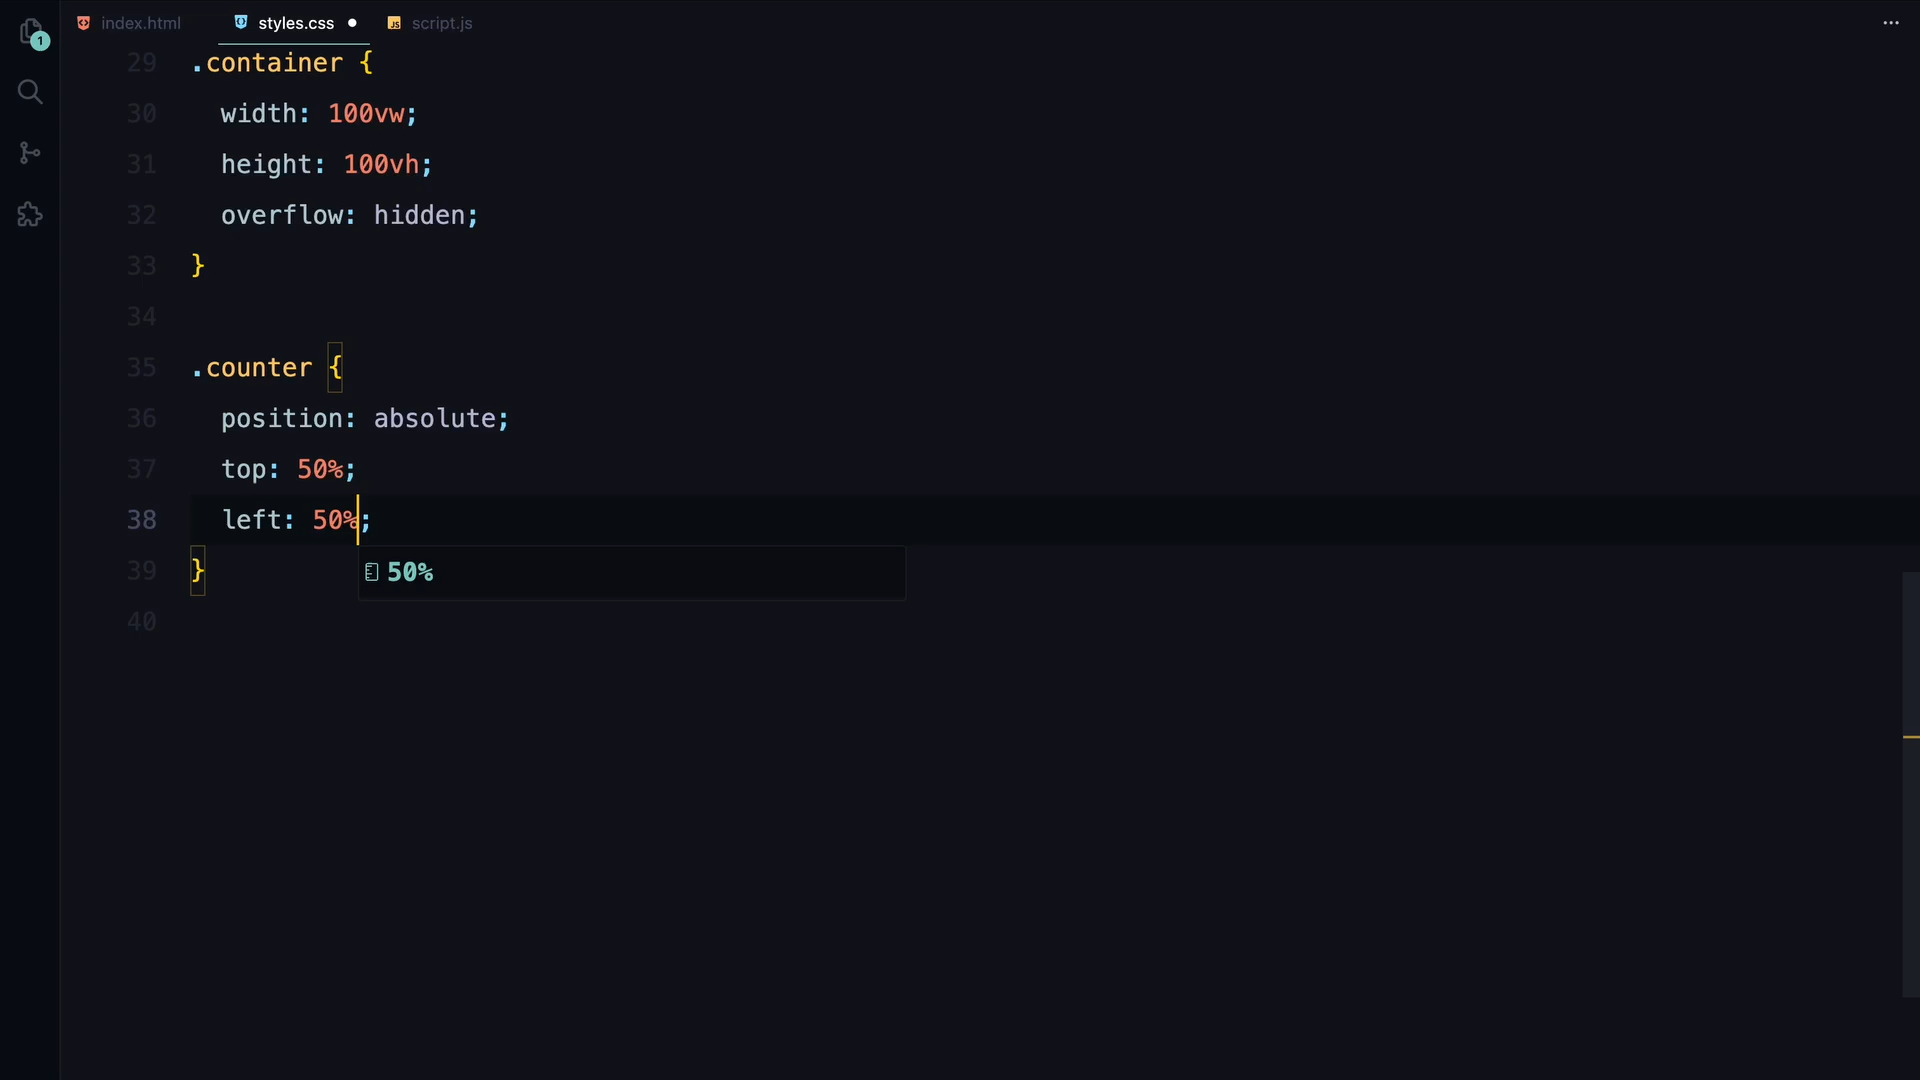 index.html
styles.css
script.js
1
29 .container {
30 width: 100vw;
31 height: 100vh;
32 overflow: hidden;
33 }
34
35 .counter {
36 position: absolute;
37 top: 50%;
38 left: 50%;
50%
39 }
40